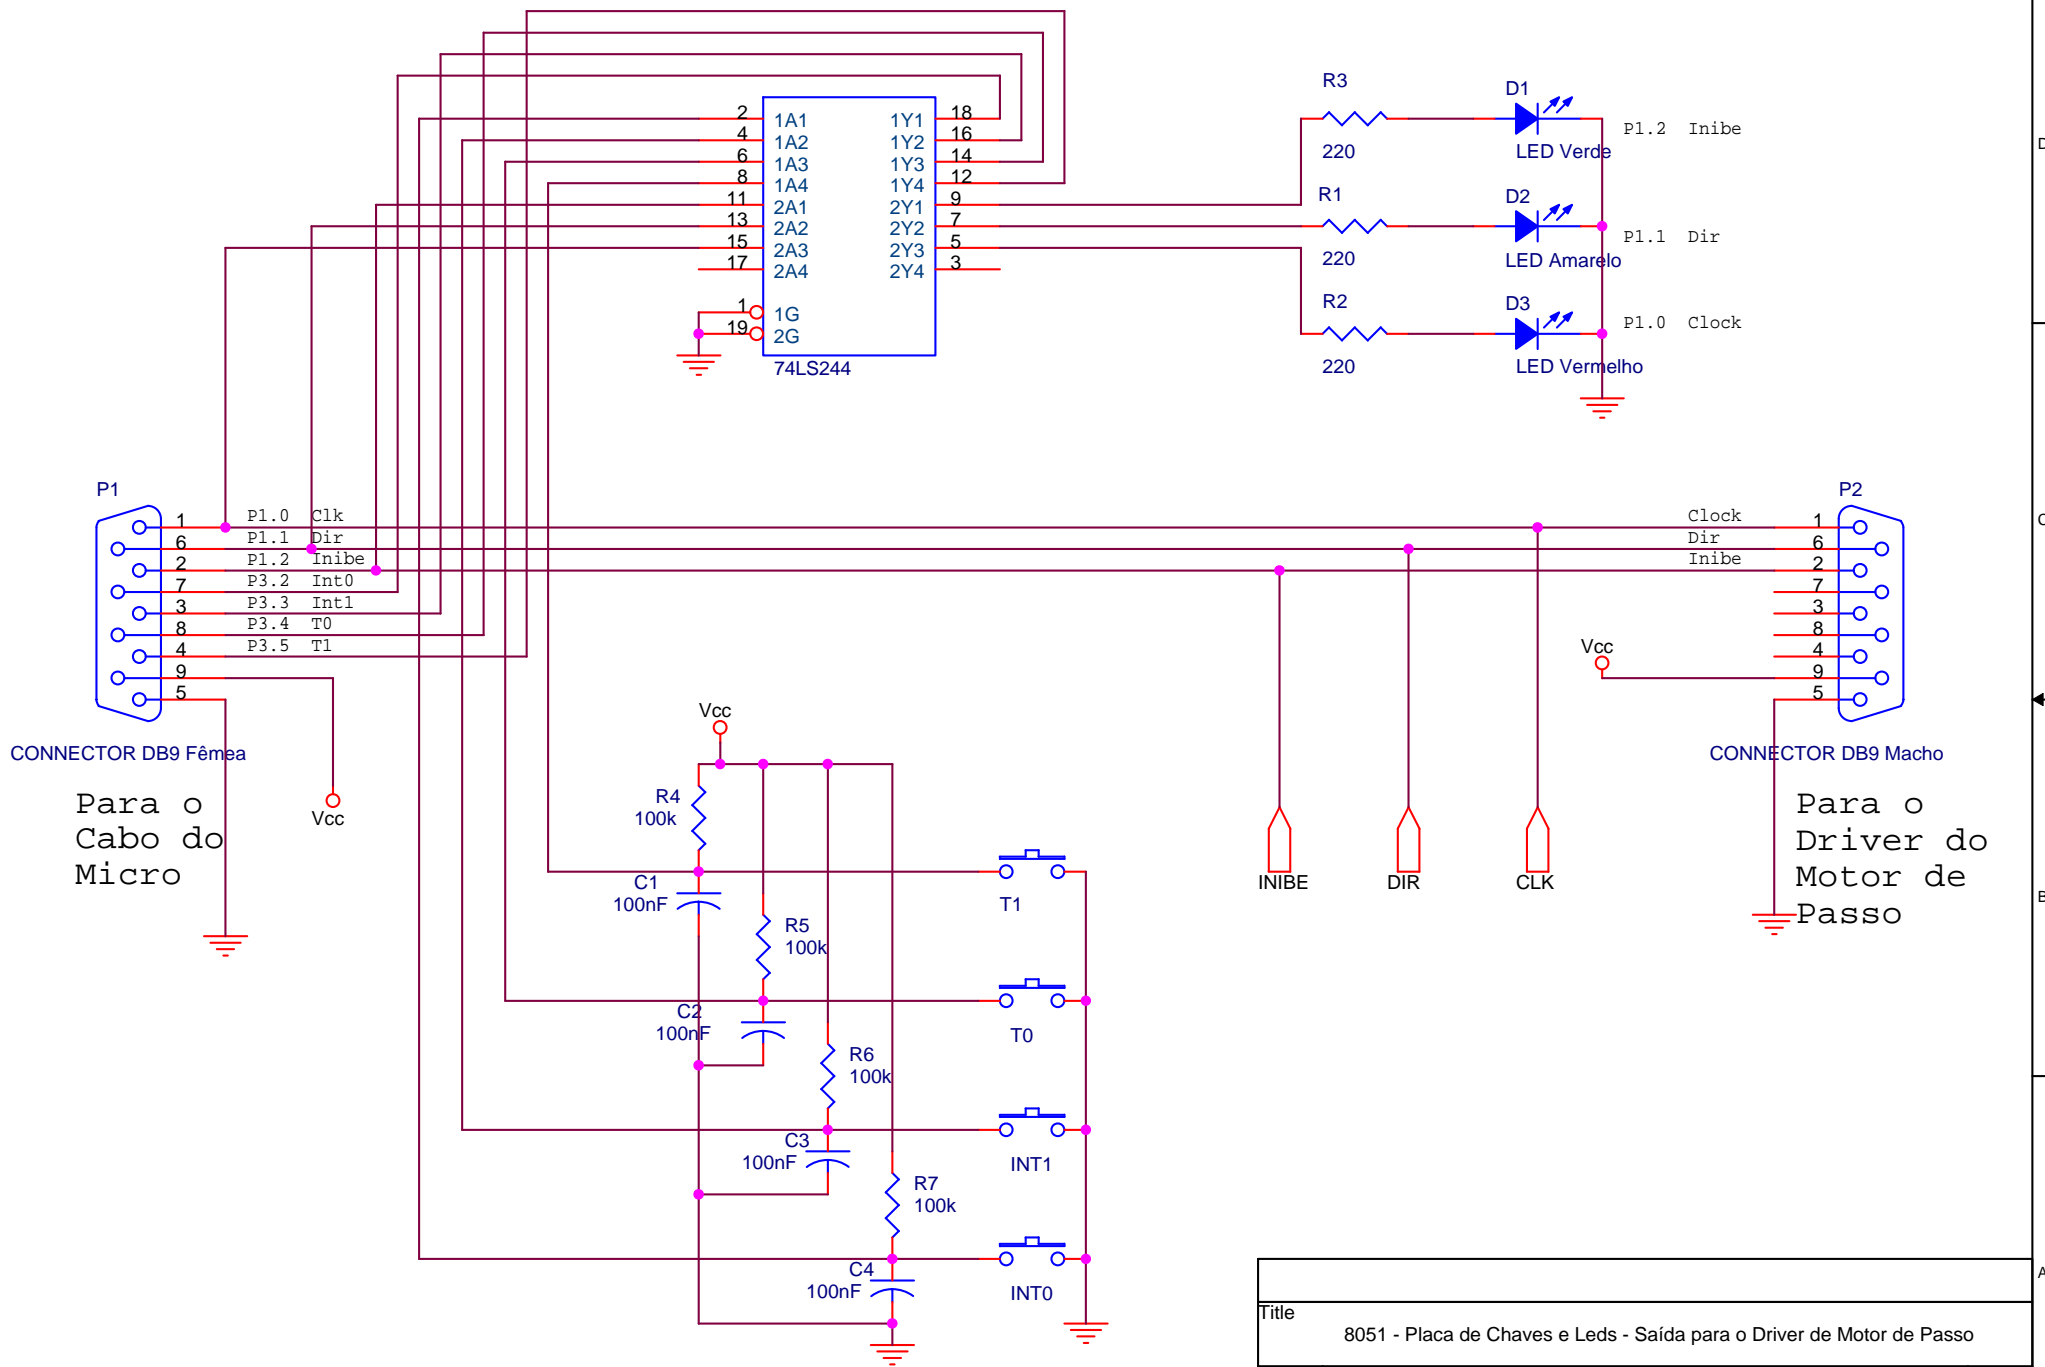 2
4
6
8
11
13
15
17
1
19
1A1
1A2
1A3
1A4
2A1
2A2
2A3
2A4
1G
2G
1Y1
1Y2
1Y3
1Y4
2Y1
2Y2
2Y3
2Y4
18
16
14
12
9
7
5
3
74LS244
R3
220
D1
LED Verde
P1.2 Inibe
R1
220
D2
LED Amarelo
P1.1 Dir
R2
220
D3
LED Vermelho
P1.0 Clock
D
C
B
A
P1
1
6
2
7
3
8
4
9
5
P1.0 Clk
P1.1 Dir
P1.2 Inibe
P3.2 Int0
P3.3 Int1
P3.4 T0
P3.5 T1
CONNECTOR DB9 Fêmea
Vcc
Para o
Cabo do
Micro
P2
Clock
Dir
Inibe
1
6
2
7
3
8
4
9
5
Vcc
CONNECTOR DB9 Macho
Para o
Driver do
Motor de
Passo
INIBE
DIR
CLK
Vcc
R4
100k
C1
100nF
T1
R5
100k
C2
100nF
T0
R6
100k
C3
100nF
INT1
R7
100k
C4
100nF
INT0
Title
8051 - Placa de Chaves e Leds - Saída para o Driver de Motor de Passo